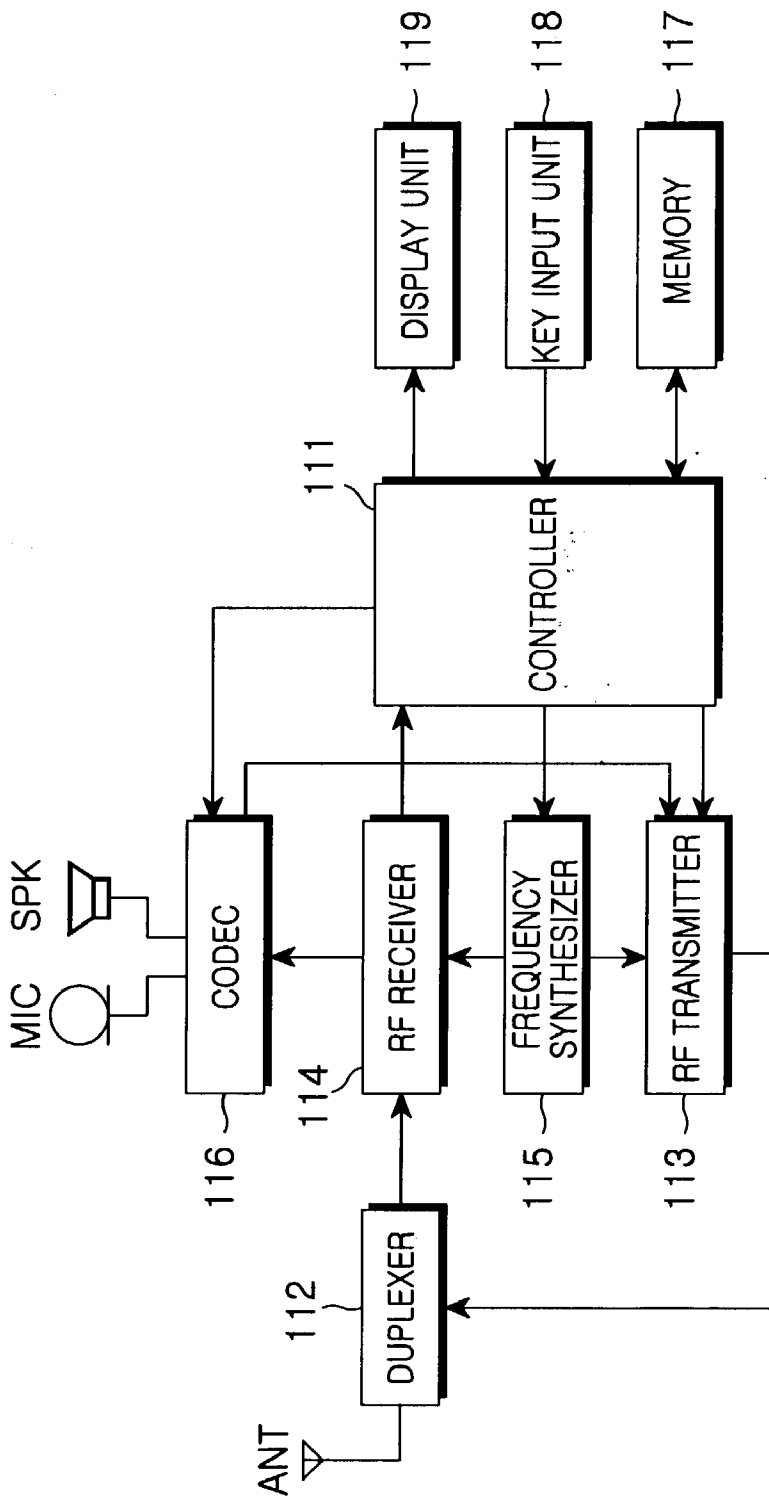 MIC
SPK
116
CODEC
111
ANT
112
DUPLEXER
114
RF RECEIVER
CONTROLLER
DISPLAY UNIT
119
115
FREQUENCY
SYNTHESIZER
KEY INPUT UNIT
118
113
RF TRANSMITTER
MEMORY
117